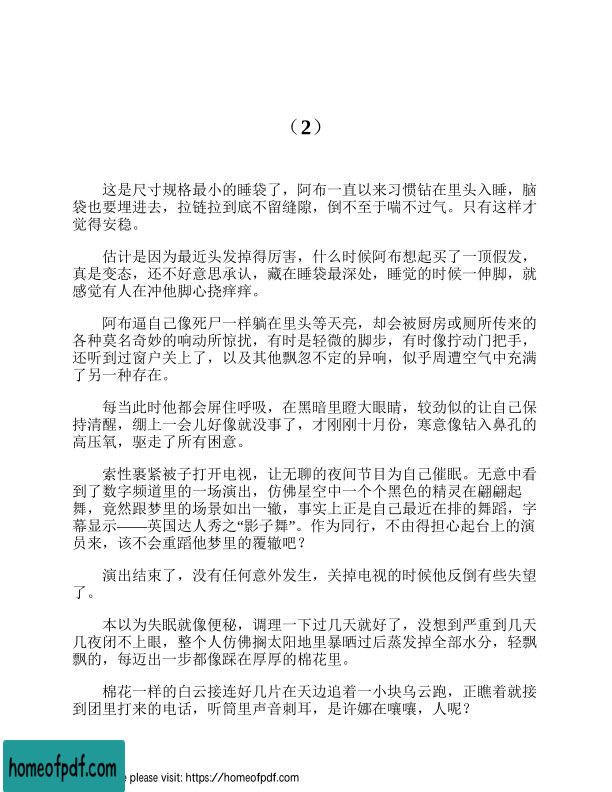 （2）
这是尺寸规格最小的睡袋了，阿布一直以来习惯钻在里头入睡，脑
袋也要埋进去，拉链拉到底不留缝隙，倒不至于喘不过气。只有这样才
觉得安稳。
估计是因为最近头发掉得厉害，什么时候阿布想起买了一顶假发，
真是变态，还不好意思承认，藏在睡袋最深处，睡觉的时候一伸脚，就
感觉有人在冲他脚心挠痒痒。
阿布逼自己像死尸一样躺在里头等天亮，却会被厨房或厕所传来的
各种莫名奇妙的响动所惊扰，有时是轻微的脚步，有时像拧动门把手，
还听到过窗户关上了，以及其他飘忽不定的异响，似乎周遭空气中充满
了另一种存在。
每当此时他都会屏住呼吸，在黑暗里瞪大眼睛，较劲似的让自己保
持清醒，绷上一会儿好像就没事了，才刚刚十月份，寒意像钻入鼻孔的
高压氧，驱走了所有困意。
索性裹紧被子打开电视，让无聊的夜间节目为自己催眠。无意中看
到了数字频道里的一场演出，仿佛星空中一个个黑色的精灵在翩翩起
舞，竟然跟梦里的场景如出一辙，事实上正是自己最近在排的舞蹈，字
幕显示——英国达人秀之“影子舞”。作为同行，不由得担心起台上的演
员来，该不会重蹈他梦里的覆辙吧？
演出结束了，没有任何意外发生，关掉电视的时候他反倒有些失望
了。
本以为失眠就像便秘，调理一下过几天就好了，没想到严重到几天
几夜闭不上眼，整个人仿佛搁太阳地里暴晒过后蒸发掉全部水分，轻飘
飘的，每迈出一步都像踩在厚厚的棉花里。
棉花一样的白云接连好几片在天边追着一小块乌云跑，正瞧着就接
到团里打来的电话，听筒里声音刺耳，是许娜在嚷嚷，人呢？
homeofpdf.com
please visit: https://homeofpdf.com